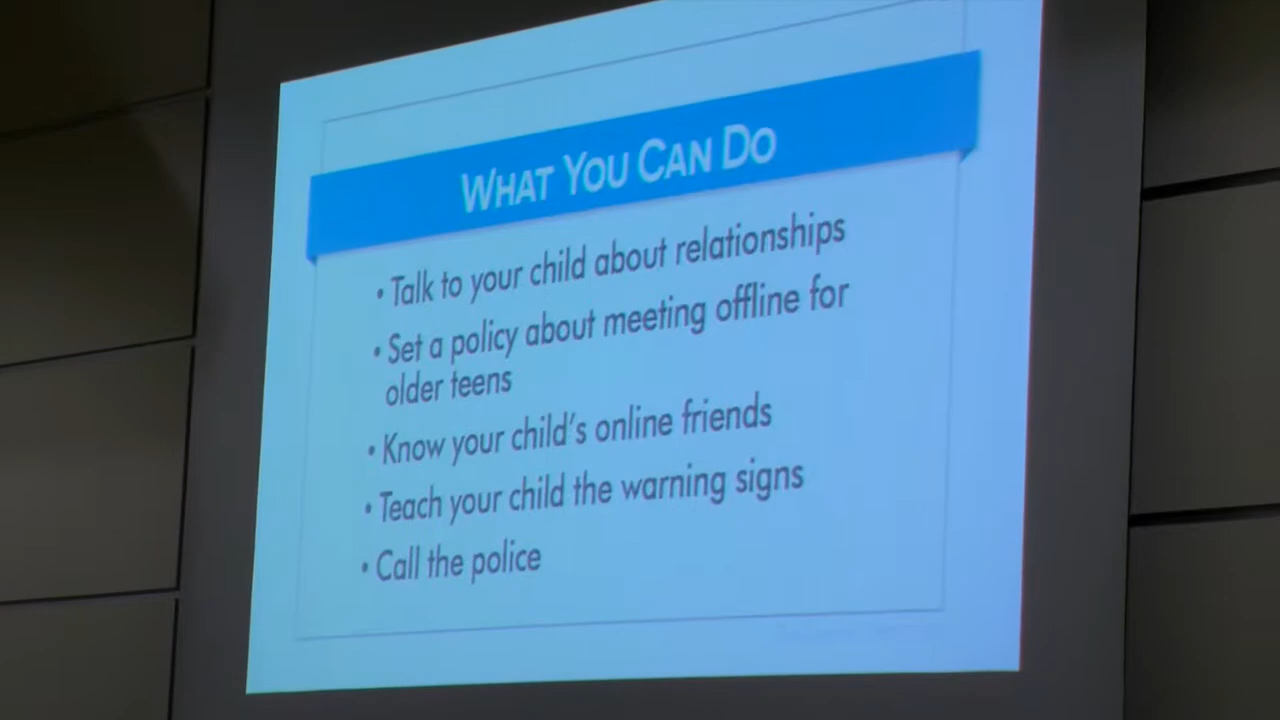 What You Can Do
• Talk to your child about relationships
• Set a policy about meeting offline for
older teens
• Know your child's online friends
• Teach your child the warning signs
• Call the police